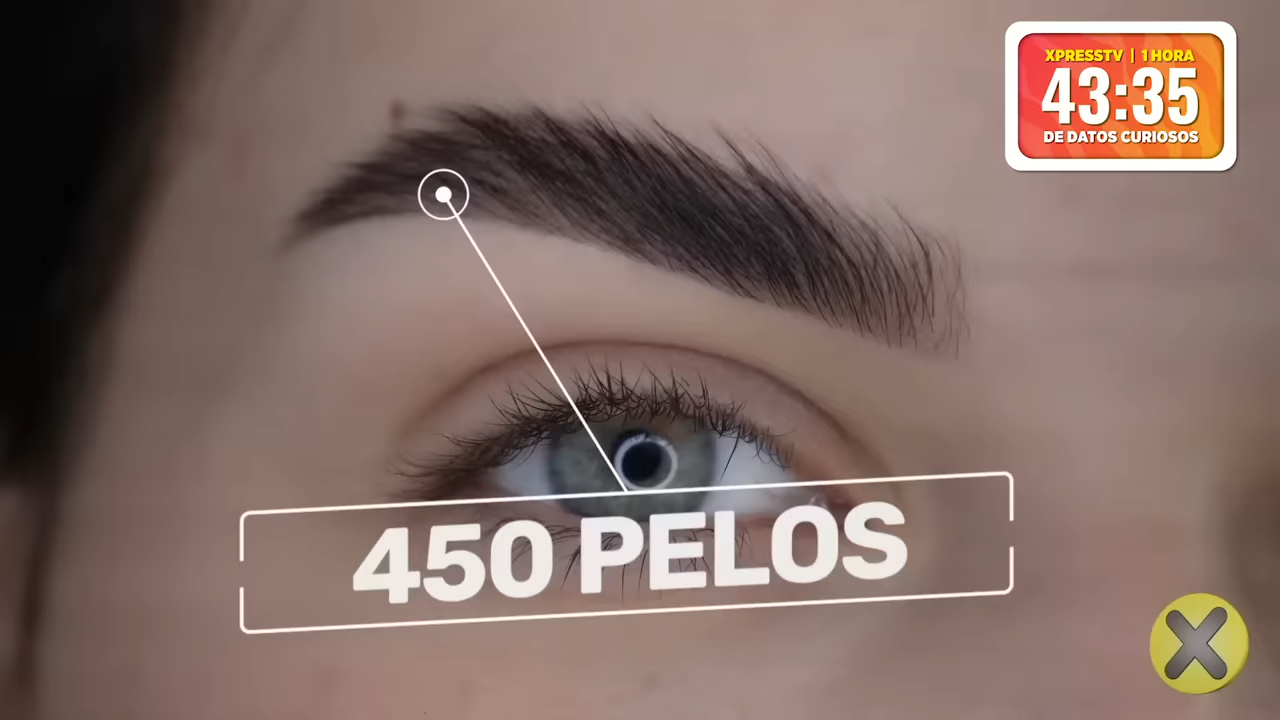 XPRESSTV | 1 HORA
43:35
DE DATOS CURIOSOS
450 PELOS
X